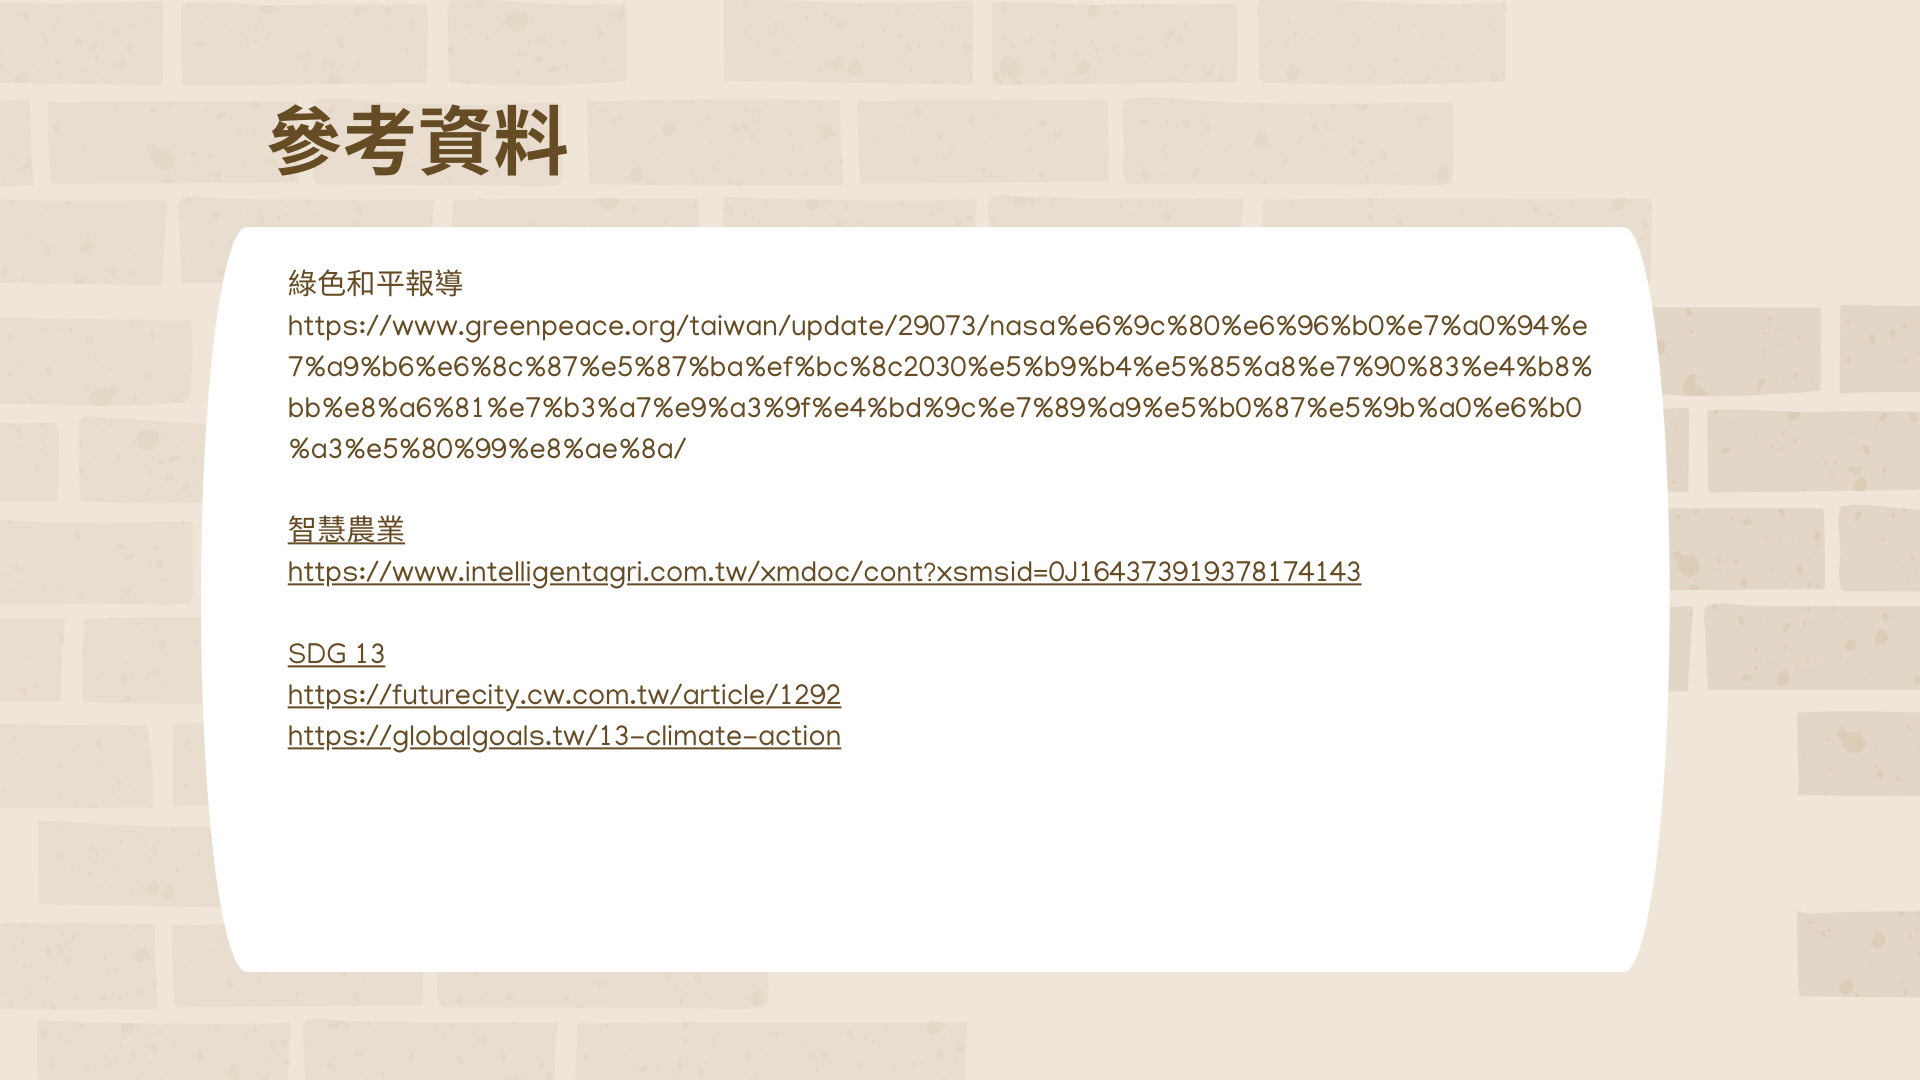 參考資料
綠色和平報導
https://www.greenpeace.org/taiwan/update/29073/nasa%e6%9c%80%e6%96%b0%e7%a0%94%e
7%a9%b6%e6%8c%87%e5%87%ba%ef%bc%8c2030%e5%b9%b4%e5%85%a8%e7%90%83%e4%b8%
bb%e8%a6%81%e7%b3%a7%e9%a3%9f%e4%bd%9c%e7%89%a9%e5%b0%87%e5%9b%a0%e6%b0
%a3%e5%80%99%e8%ae%8a/
智慧農業
https://www.intelligentagri.com.tw/xmdoc/cont?xsmsid=0J164373919378174143
SDG 13
https://futurecity.cw.com.tw/article/1292
https://globalgoals.tw/13-climate-action